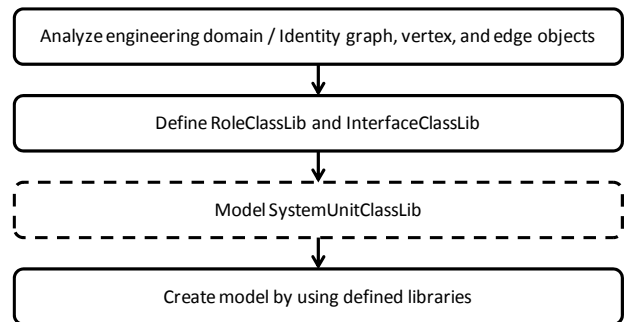 Analyze engineering domain / Identity graph, vertex, and edge objects
Define RoleClassLib and InterfaceClassLib
Model SystemUnitClassLib
Create model by using defined libraries